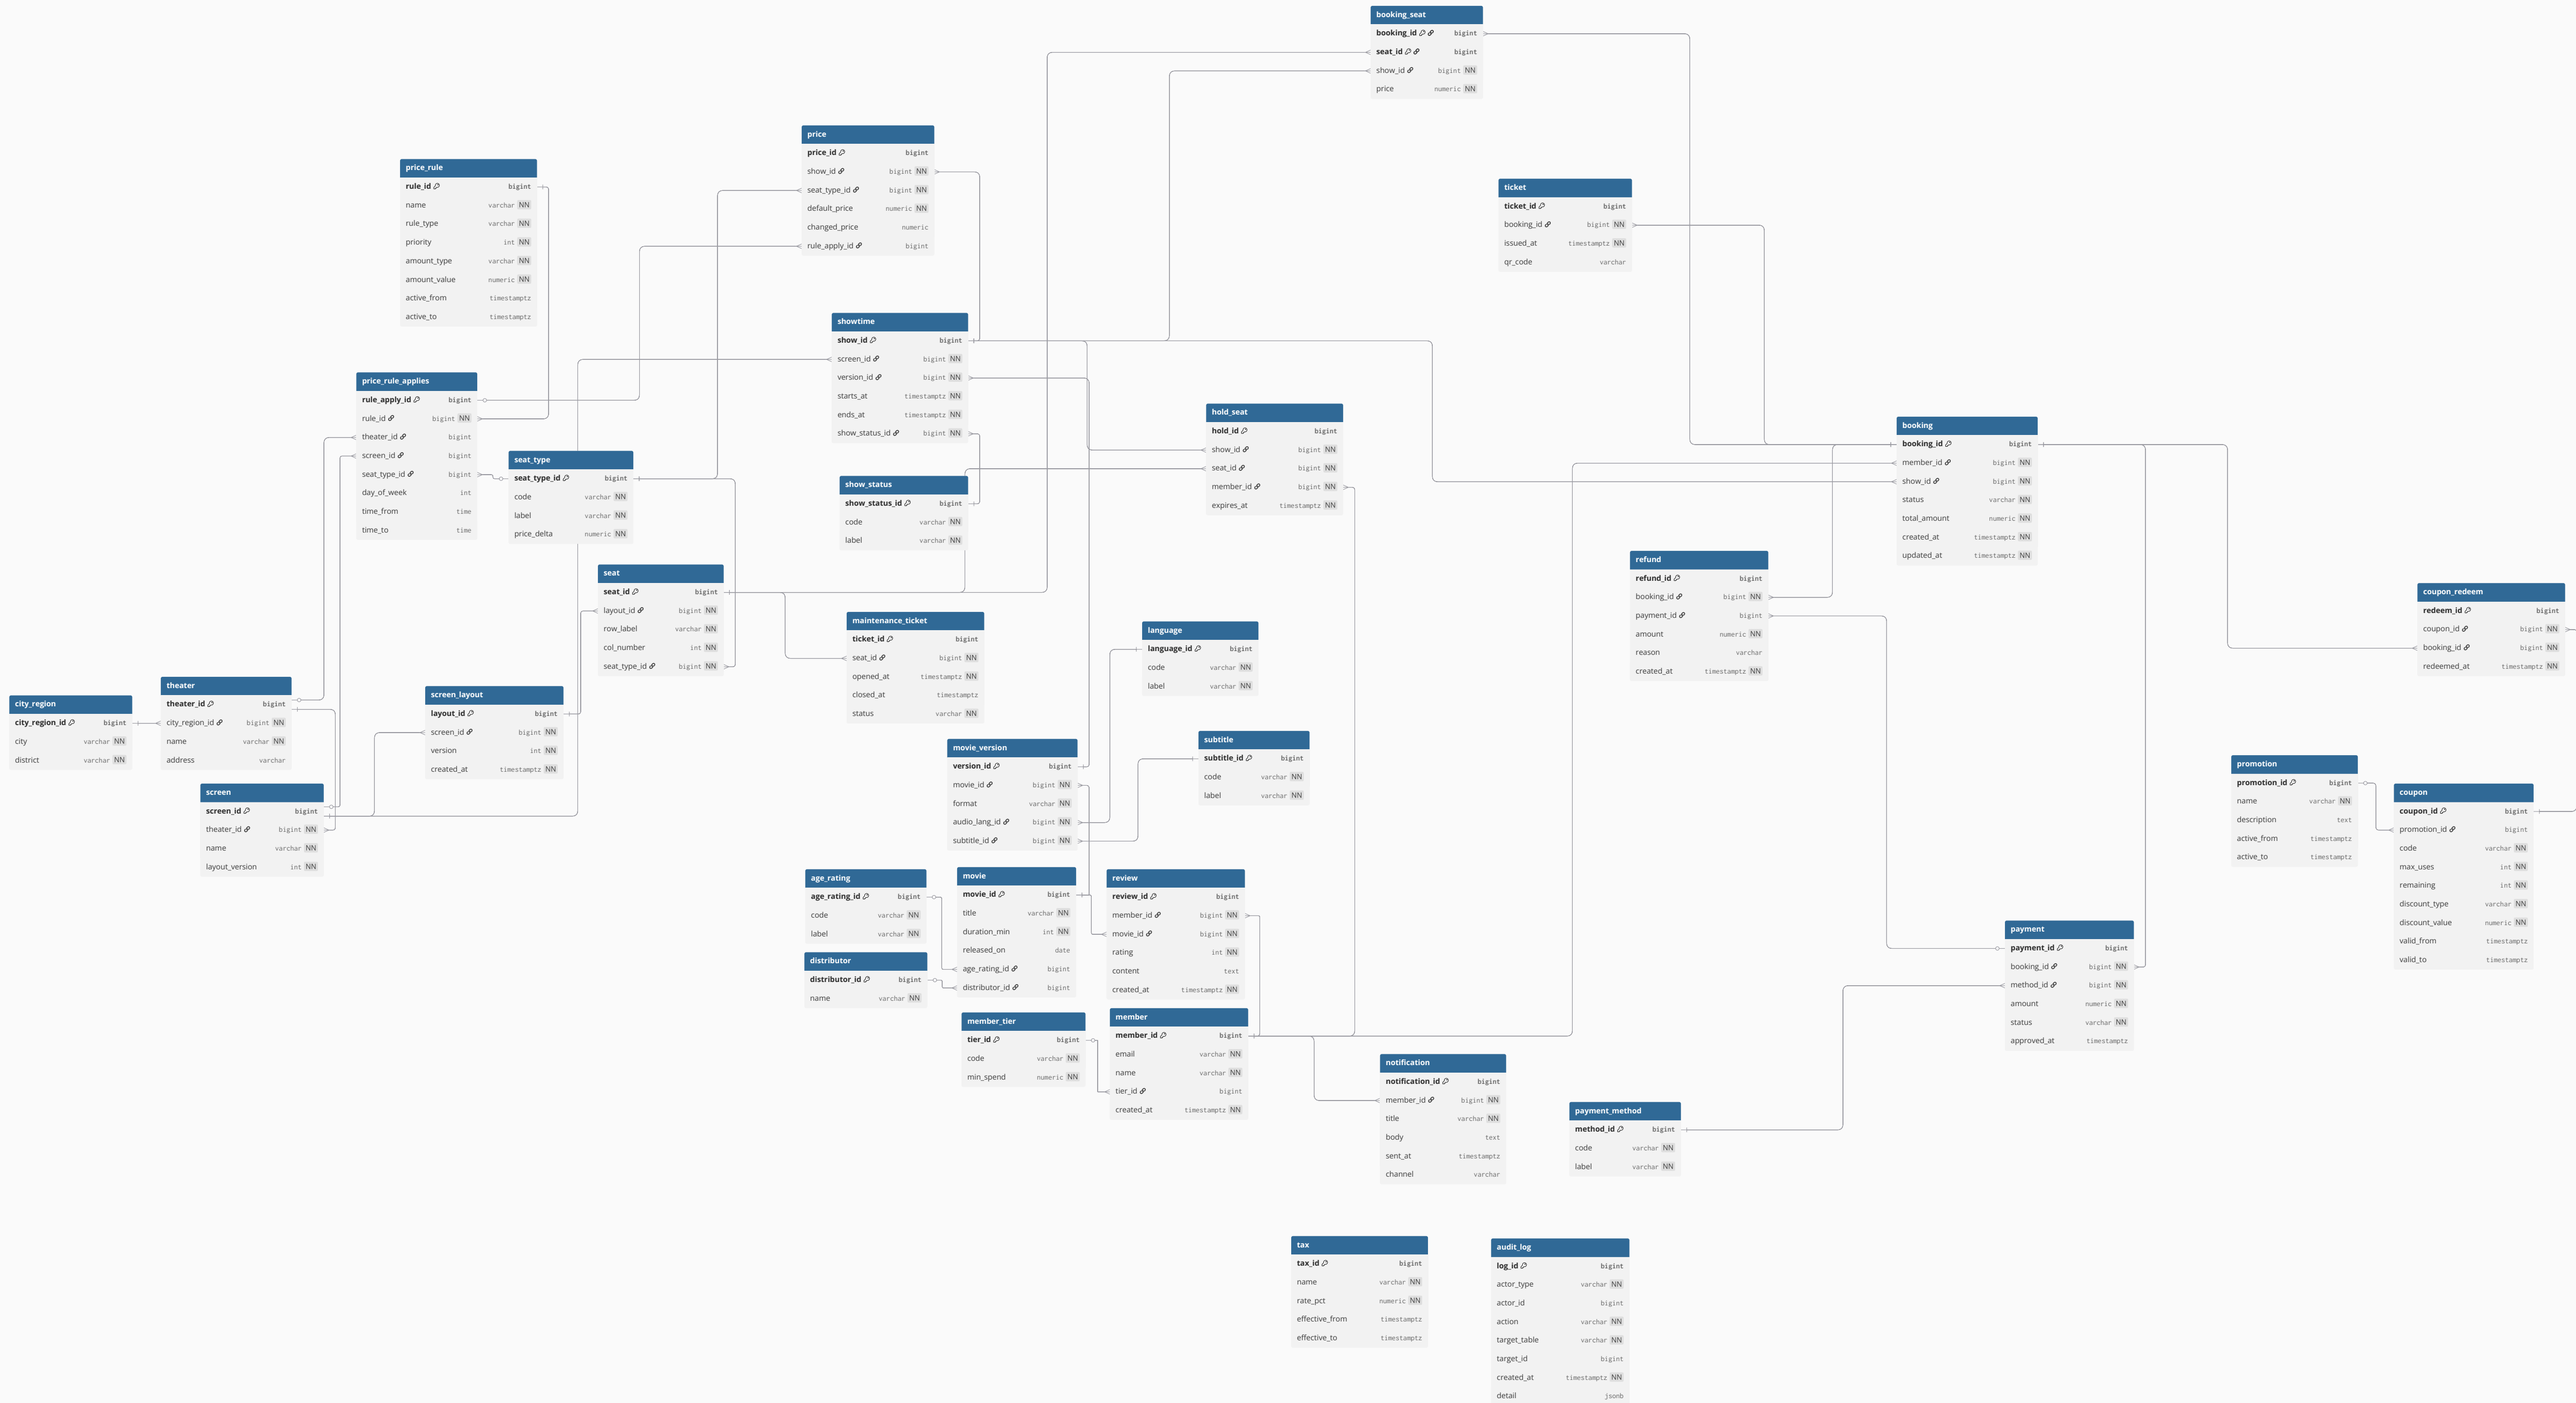 booking_seat
booking_id bigint
seat_id bigint
show_id bigint NN
price numeric NN
price
price_id bigint
show_id bigint NN
seat_type_id bigint NN
default_price numeric NN
changed_price numeric
rule_apply_id bigint
price_rule
rule_id bigint
name varchar NN
rule_type varchar NN
priority int NN
amount_type varchar NN
amount_value numeric NN
active_from timestamptz
active_to timestamptz
ticket
ticket_id bigint
booking_id bigint NN
issued_at timestamptz NN
qr_code varchar
showtime
show_id bigint
screen_id bigint NN
version_id bigint NN
starts_at timestamptz NN
ends_at timestamptz NN
show_status_id bigint NN
price_rule_applies
rule_apply_id bigint
rule_id bigint NN
theater_id bigint
screen_id bigint
seat_type_id bigint
day_of_week int
time_from time
time_to time
hold_seat
hold_id bigint
show_id bigint NN
seat_id bigint NN
member_id bigint NN
expires_at timestamptz NN
booking
booking_id bigint
member_id bigint NN
show_id bigint NN
status varchar NN
total_amount numeric NN
created_at timestamptz NN
updated_at timestamptz NN
seat_type
seat_type_id bigint
code varchar NN
label varchar NN
price_delta numeric NN
show_status
show_status_id bigint
code varchar NN
label varchar NN
refund
refund_id bigint
booking_id bigint NN
payment_id bigint
amount numeric NN
reason varchar
created_at timestamptz NN
seat
seat_id bigint
layout_id bigint NN
row_label varchar NN
col_number int NN
seat_type_id bigint NN
coupon_redeem
redeem_id bigint
coupon_id bigint NN
booking_id bigint NN
redeemed_at timestamptz NN
maintenance_ticket
ticket_id bigint
seat_id bigint NN
opened_at timestamptz NN
closed_at timestamptz
status varchar NN
language
language_id bigint
code varchar NN
label varchar NN
theater
theater_id bigint
city_region_id bigint NN
name varchar NN
address varchar
city_region
city_region_id bigint
city varchar NN
district varchar NN
screen_layout
layout_id bigint
screen_id bigint NN
version int NN
created_at timestamptz NN
subtitle
subtitle_id bigint
code varchar NN
label varchar NN
movie_version
version_id bigint
movie_id bigint NN
format varchar NN
audio_lang_id bigint NN
subtitle_id bigint NN
promotion
promotion_id bigint
name varchar NN
description text
active_from timestamptz
active_to timestamptz
screen
screen_id bigint
theater_id bigint NN
name varchar NN
layout_version int NN
coupon
coupon_id bigint
promotion_id bigint
code varchar NN
max_uses int NN
remaining int NN
discount_type varchar NN
discount_value numeric NN
valid_from timestamptz
valid_to timestamptz
age_rating
age_rating_id bigint
code varchar NN
label varchar NN
movie
movie_id bigint
title varchar NN
duration_min int NN
released_on date
age_rating_id bigint
distributor_id bigint
review
review_id bigint
member_id bigint NN
movie_id bigint NN
rating int NN
content text
created_at timestamptz NN
distributor
distributor_id bigint
name varchar NN
payment
payment_id bigint
booking_id bigint NN
method_id bigint NN
amount numeric NN
status varchar NN
approved_at timestamptz
member_tier
tier_id bigint
code varchar NN
min_spend numeric NN
member
member_id bigint
email varchar NN
name varchar NN
tier_id bigint
created_at timestamptz NN
notification
notification_id bigint
member_id bigint NN
title varchar NN
body text
sent_at timestamptz
channel varchar
payment_method
method_id bigint
code varchar NN
label varchar NN
tax
tax_id bigint
name varchar NN
rate_pct numeric NN
effective_from timestamptz
effective_to timestamptz
audit_log
log_id bigint
actor_type varchar NN
actor_id bigint
action varchar NN
target_table varchar NN
target_id bigint
created_at timestamptz NN
detail jsonb